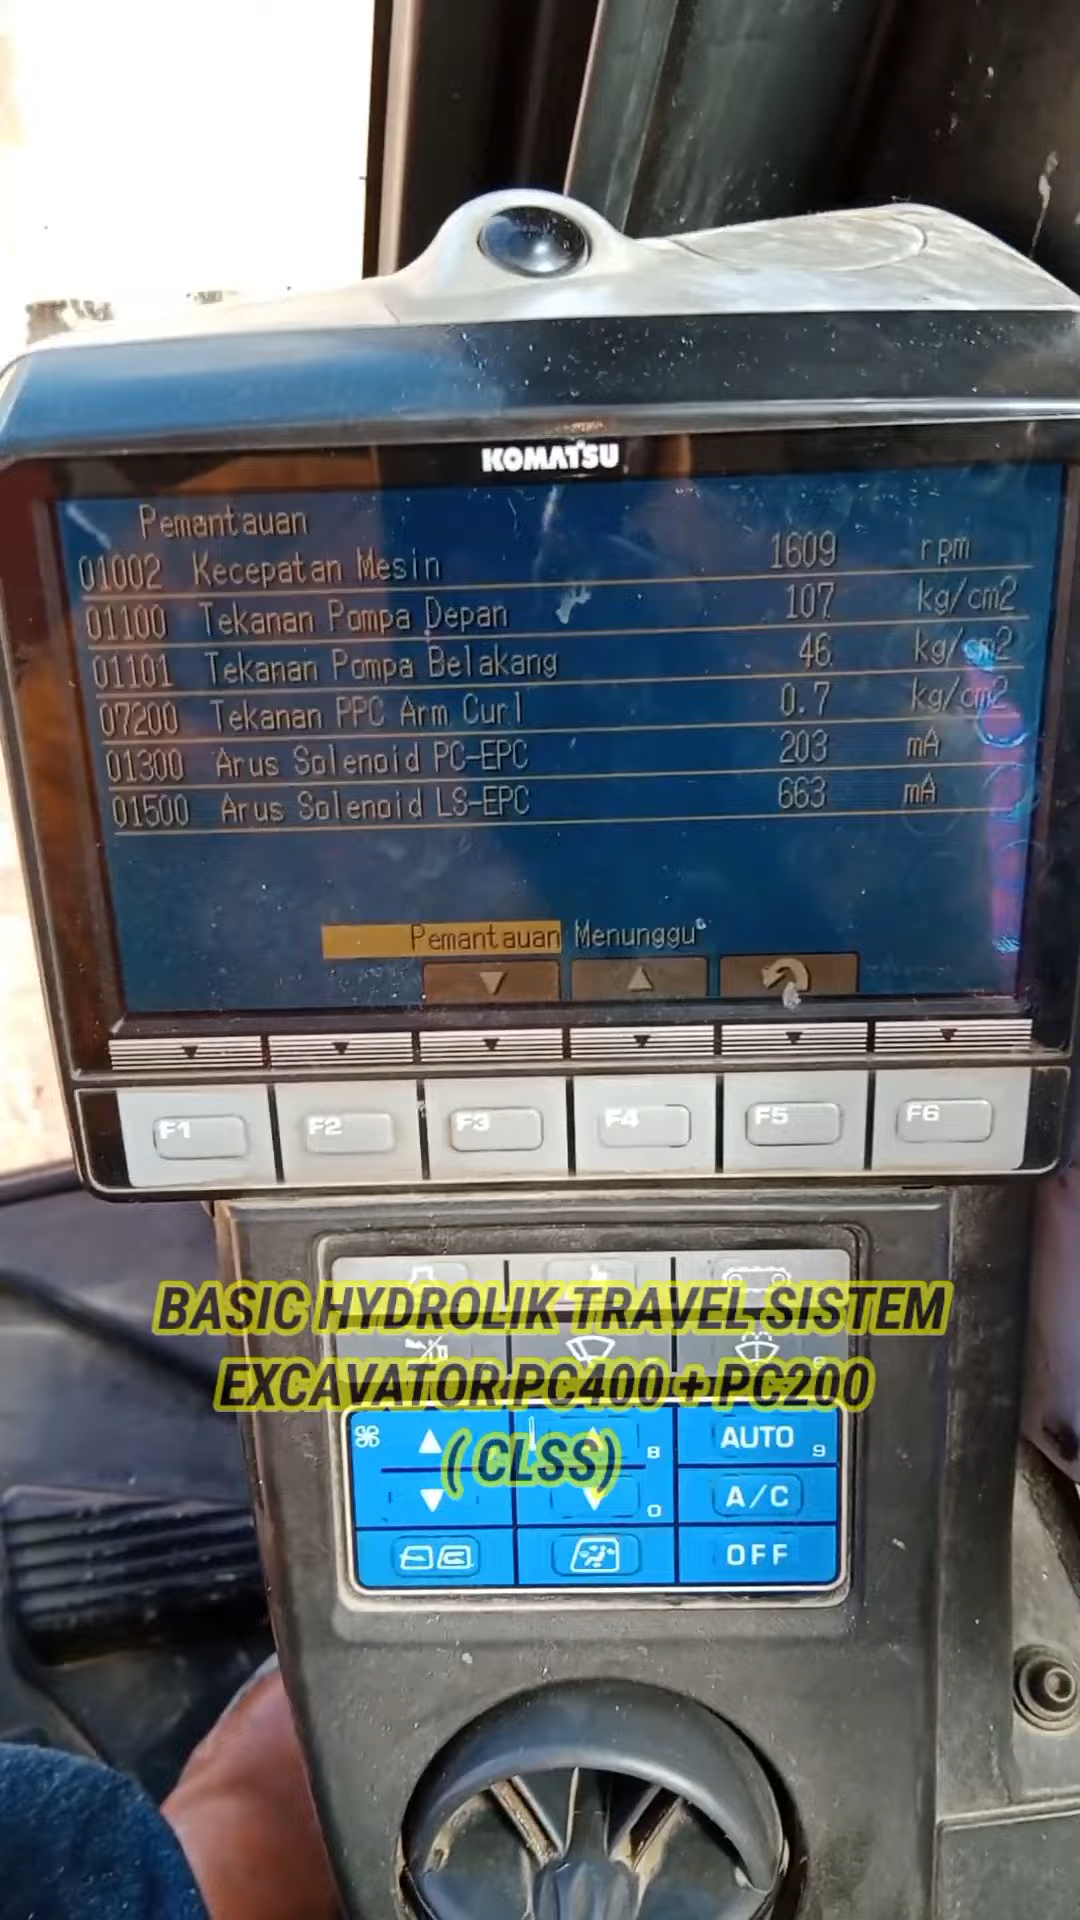 KOMATSU
Pemantauan
01002 Kecepatan Mesin 1609 rpm
01100 Tekanan Pompa Depan 107 kg/cm2
01101 Tekanan Pompa Belakang 46 kg/cm2
07200 Tekanan PPC Arm Curl 0.7 kg/cm2
01300 Arus Solenoid PC-EPC 203 mA
01500 Arus Solenoid LS-EPC 663 mA
Pemantauan Menunggu
F1 F2 F3 F4 F5 F6
BASIC HYDROLIK TRAVEL SISTEM
EXCAVATOR PC400 + PC200
( CLSS)
8 AUTO 9
0 A/C
OFF